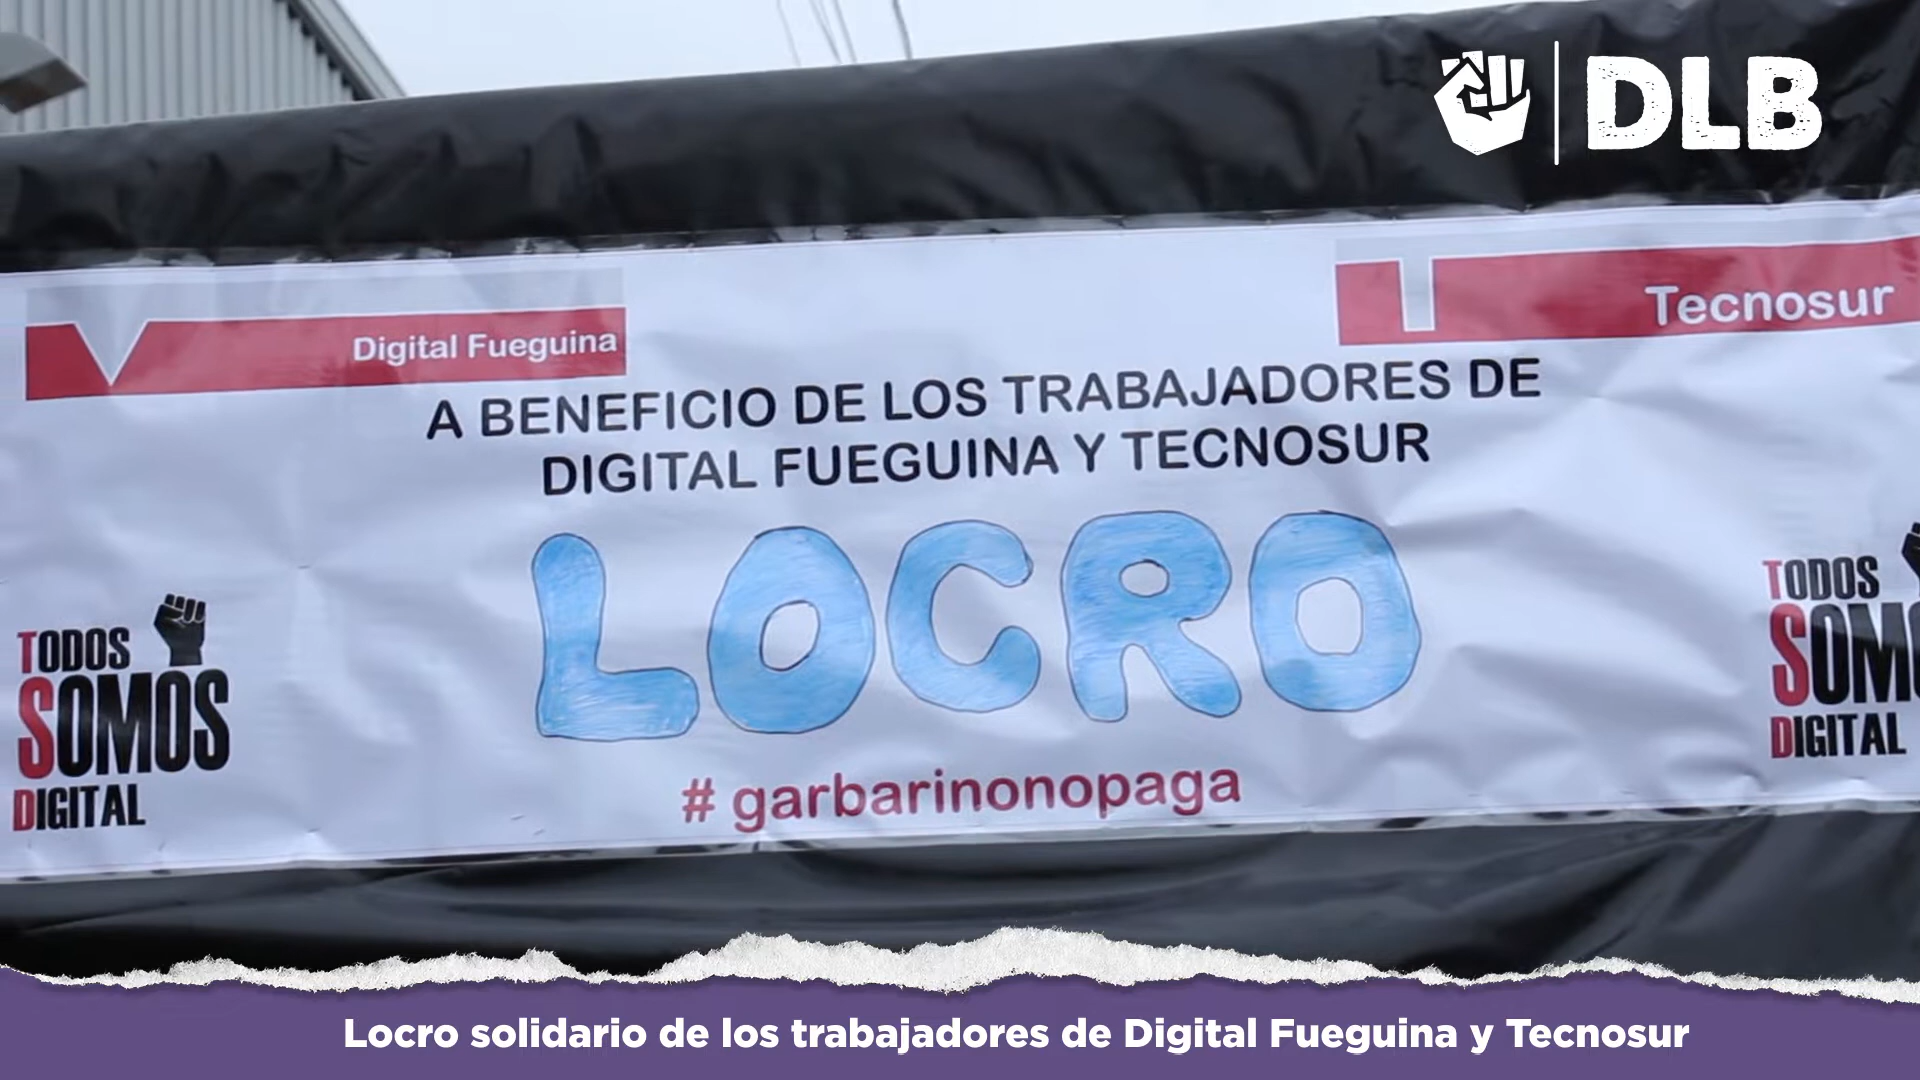 DLB
Digital Fueguina
Tecnosur
A BENEFICIO DE LOS TRABAJADORES DE
DIGITAL FUEGUINA Y TECNOSUR
LOCRO
# garbarinonopaga
TODOS
SOMOS
DIGITAL
TODOS
SOMO
DIGITAL
Locro solidario de los trabajadores de Digital Fueguina y Tecnosur